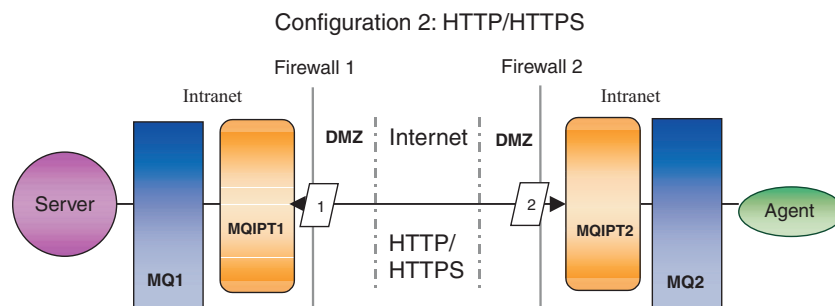 Configuration 2: HTTP/HTTPS
Firewall 1
Firewall 2
Intranet
Intranet
DMZ
Internet
DMZ
Server
1
2
Agent
MQIPT1
MQIPT2
HTTP/
HTTPS
MQ1
MQ2